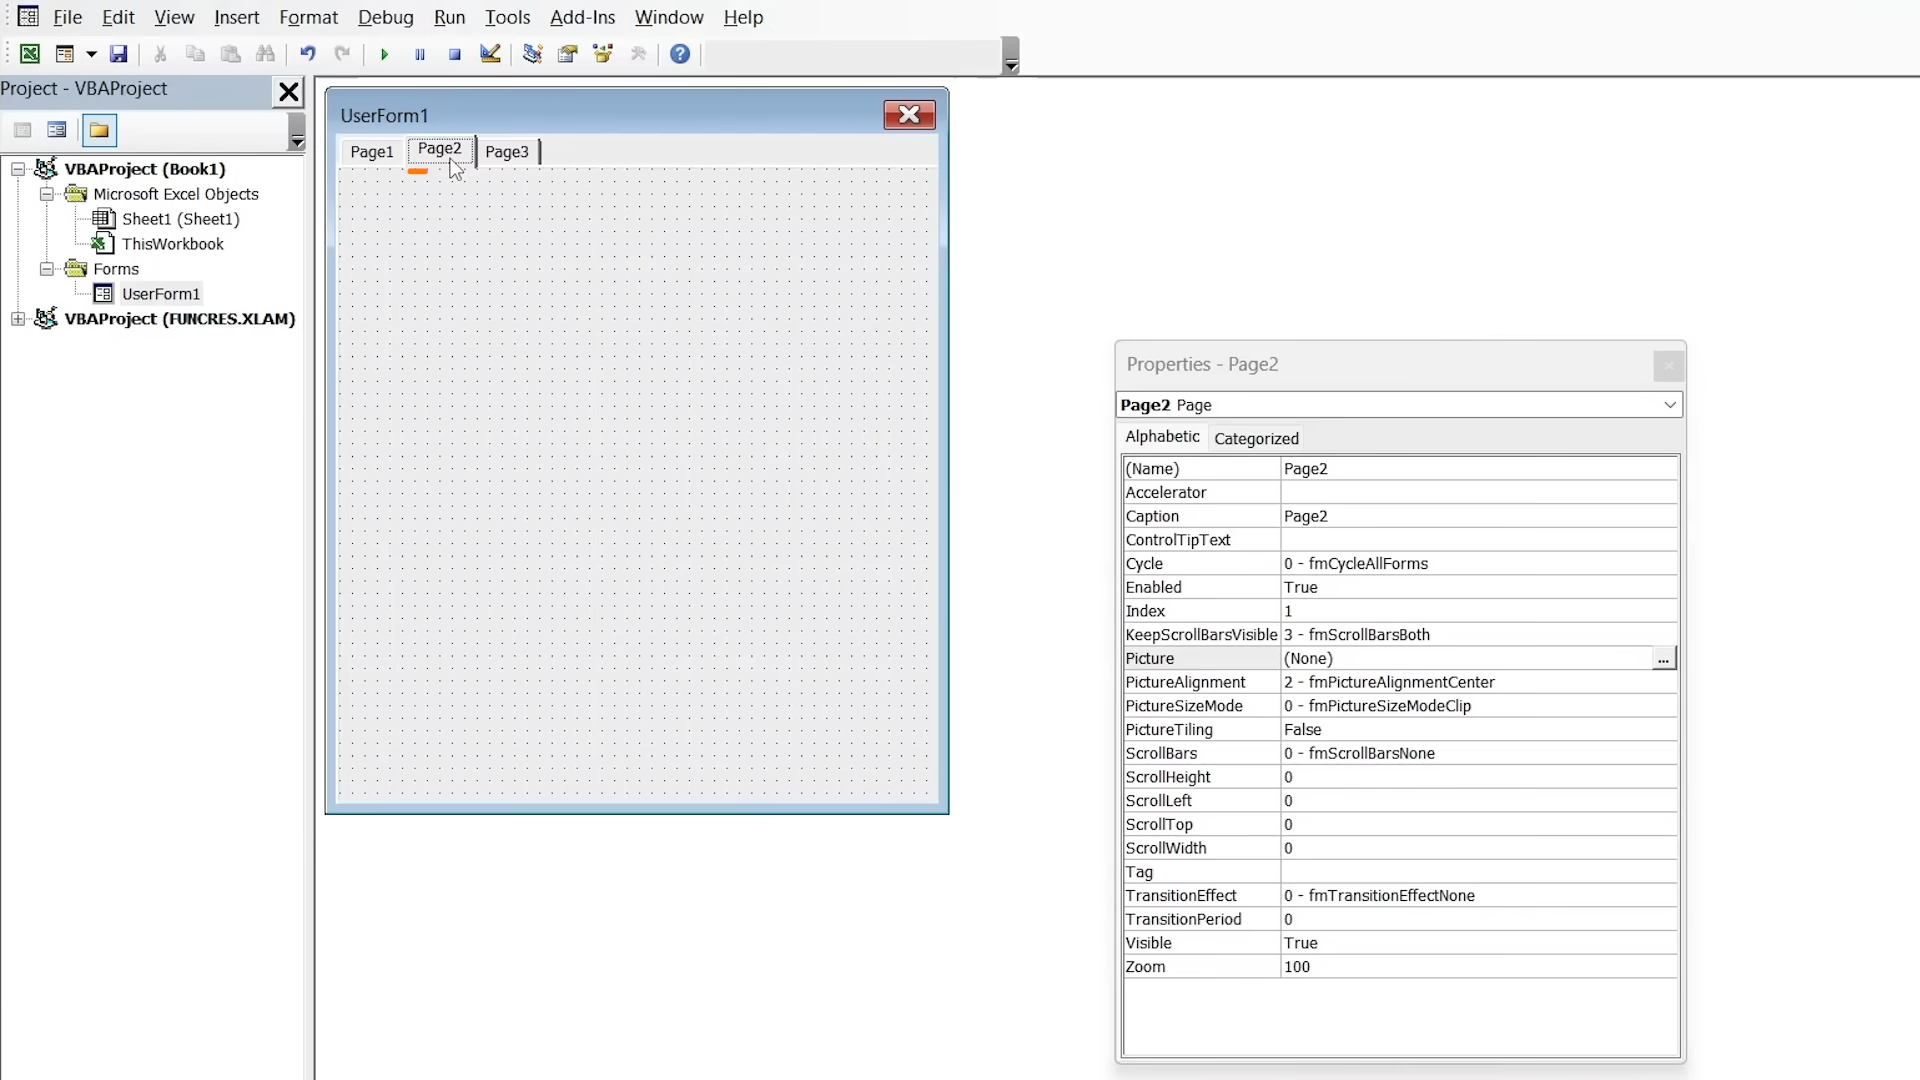 File Edit View Insert Format Debug Run Tools Add-Ins Window Help
Project - VBAProject
VBAProject (Book1)
Microsoft Excel Objects
Sheet1 (Sheet1)
ThisWorkbook
Forms
UserForm1
VBAProject (FUNCRES.XLAM)
UserForm1
Page1 Page2 Page3
Properties - Page2
Page2 Page
Alphabetic Categorized
(Name) Page2
Accelerator
Caption Page2
ControlTipText
Cycle 0 - fmCycleAllForms
Enabled True
Index 1
KeepScrollBarsVisible 3 - fmScrollBarsBoth
Picture (None) ...
PictureAlignment 2 - fmPictureAlignmentCenter
PictureSizeMode 0 - fmPictureSizeModeClip
PictureTiling False
ScrollBars 0 - fmScrollBarsNone
ScrollHeight 0
ScrollLeft 0
ScrollTop 0
ScrollWidth 0
Tag
TransitionEffect 0 - fmTransitionEffectNone
TransitionPeriod 0
Visible True
Zoom 100